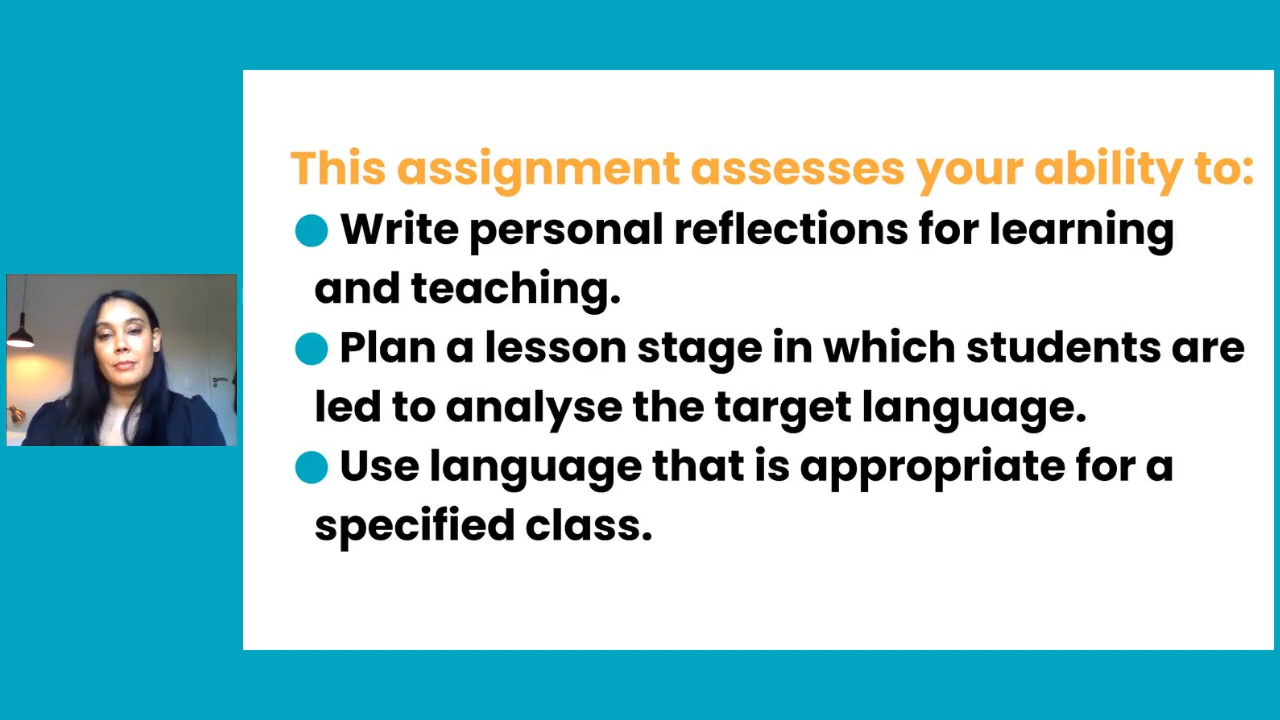 This assignment assesses your ability to:
● Write personal reflections for learning
and teaching.
● Plan a lesson stage in which students are
led to analyse the target language.
● Use language that is appropriate for a
specified class.